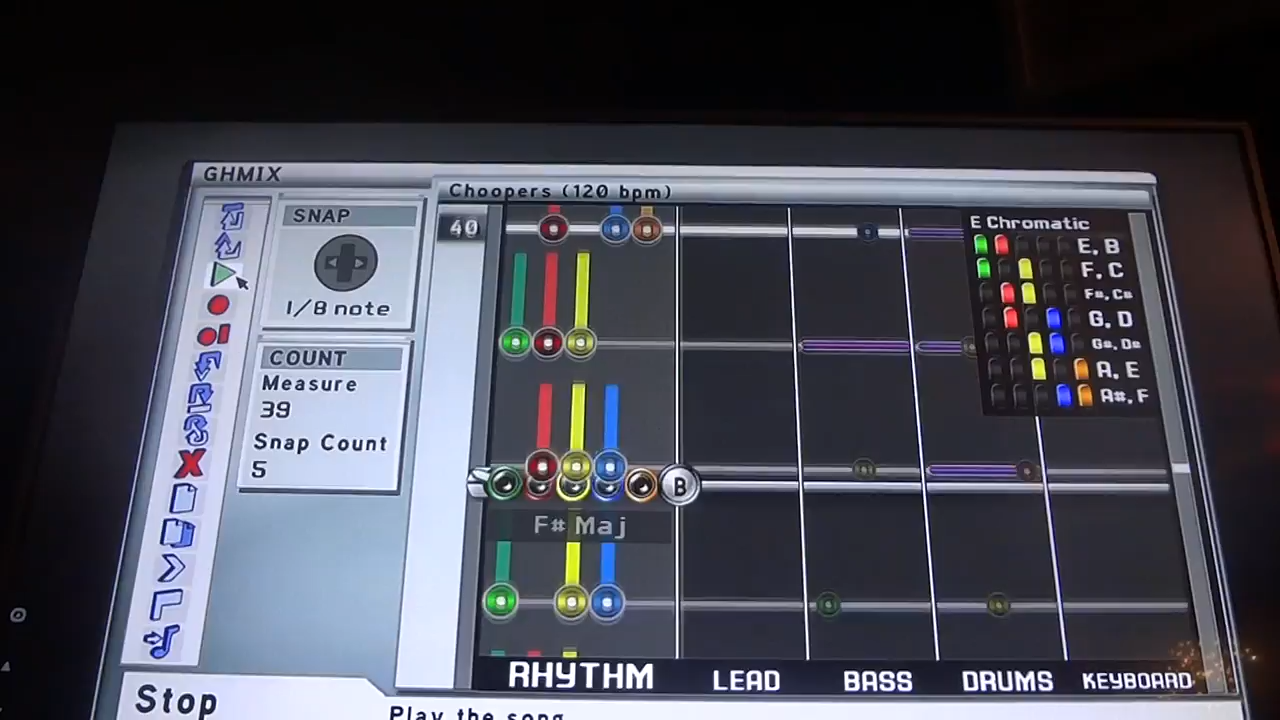 GHMIX
Choopers (120 bpm)
SNAP
1/8 note
COUNT
Measure
39
Snap Count
5
40
E Chromatic
E, B
F, C
F#, C#
G, D
G#, D#
A, E
A#, F
B
F# Maj
RHYTHM
LEAD
BASS
DRUMS
KEYBOARD
Stop
Play the song